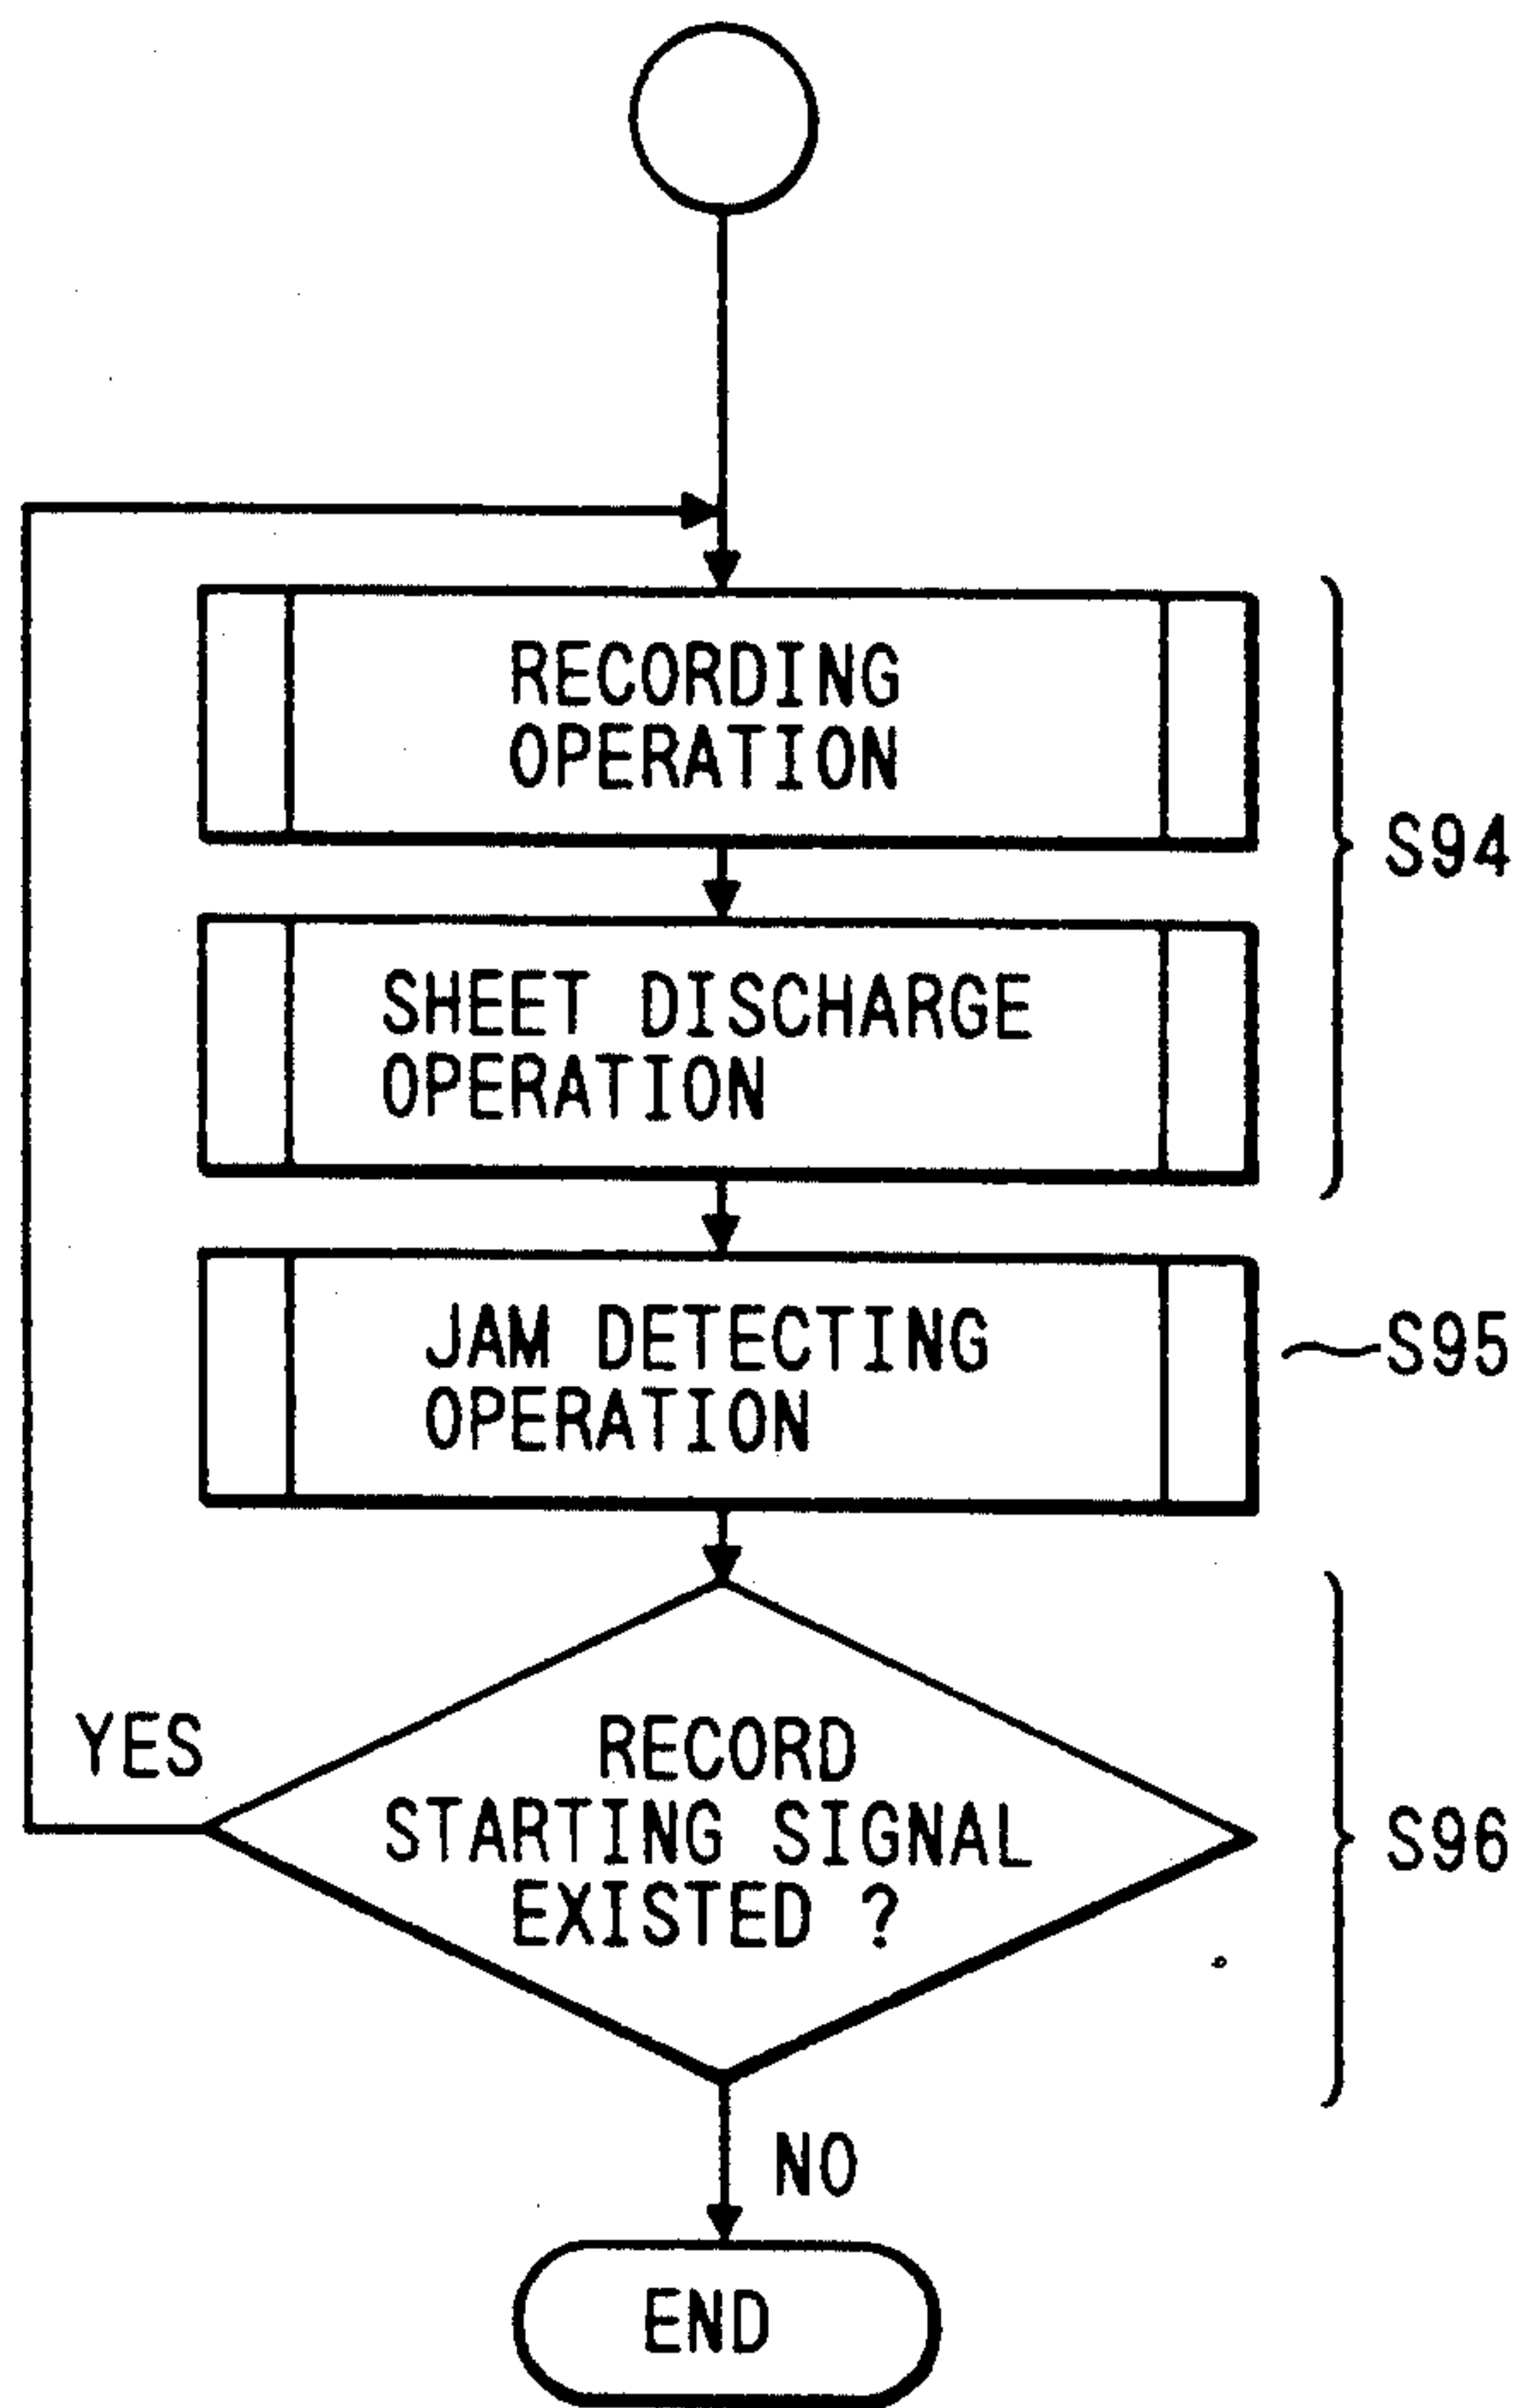 RECORDING
OPERATION
S94
SHEET DISCHARGE
OPERATION
JAM DETECTING
OPERATION
S95
YES
RECORD
STARTING SIGNAL
EXISTED ?
S96
NO
END